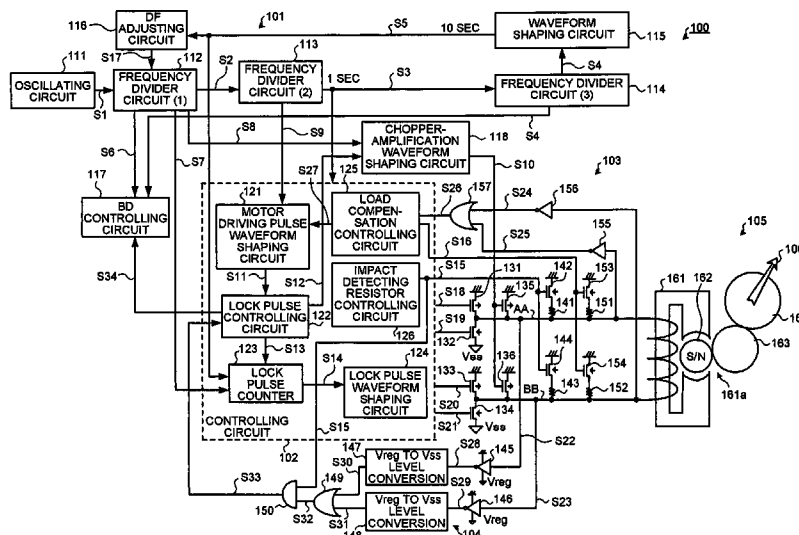 116
DF ADJUSTING CIRCUIT
101
S5
10 SEC
WAVEFORM SHAPING CIRCUIT
115
100
111
S17
112
S2
113
FREQUENCY DIVIDER CIRCUIT (2)
1 SEC
S3
S4
OSCILLATING CIRCUIT
S1
FREQUENCY DIVIDER CIRCUIT (1)
FREQUENCY DIVIDER CIRCUIT (3)
114
S8
S9
S4
S6
S7
CHOPPER-AMPLIFICATION WAVEFORM SHAPING CIRCUIT
118
S10
103
117
BD CONTROLLING CIRCUIT
121
S27
125
S26
157
S24
156
MOTOR DRIVING PULSE WAVEFORM SHAPING CIRCUIT
LOAD COMPENSATION CONTROLLING CIRCUIT
S16
S25
155
105
S34
S11
S12
S15
131
135
142
153
161
162
S18
AA
141
151
IMPACT DETECTING RESISTOR CONTROLLING CIRCUIT
126
LOCK PULSE CONTROLLING CIRCUIT
122
S19
132
Vss
163
S/N
144
154
123
S13
S14
124
133
136
LOCK PULSE COUNTER
LOCK PULSE WAVEFORM SHAPING CIRCUIT
BB
143
152
161a
S20
S21
134
Vss
CONTROLLING CIRCUIT
102
S15
S22
S33
147
S30
149
Vreg TO Vss LEVEL CONVERSION
S28
145
Vreg
S23
150
S32
S31
Vreg TO Vss LEVEL CONVERSION
S29
146
Vreg
104